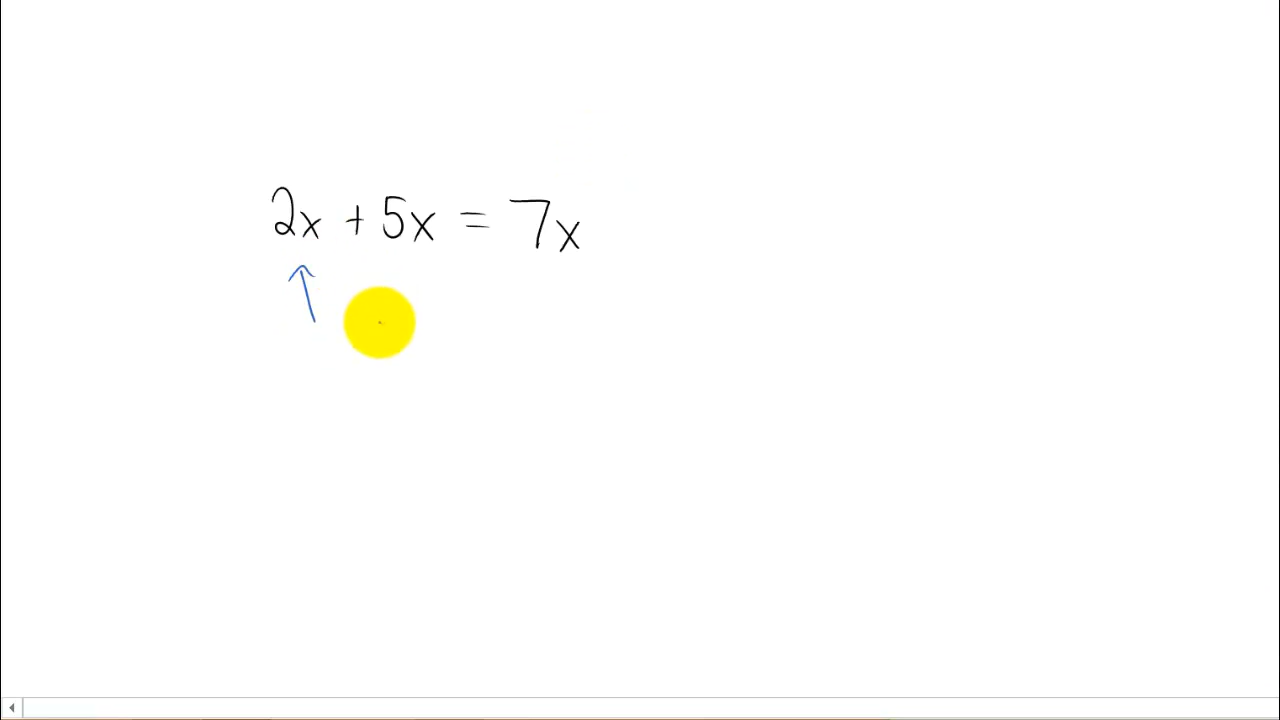 2x + 5x = 7x